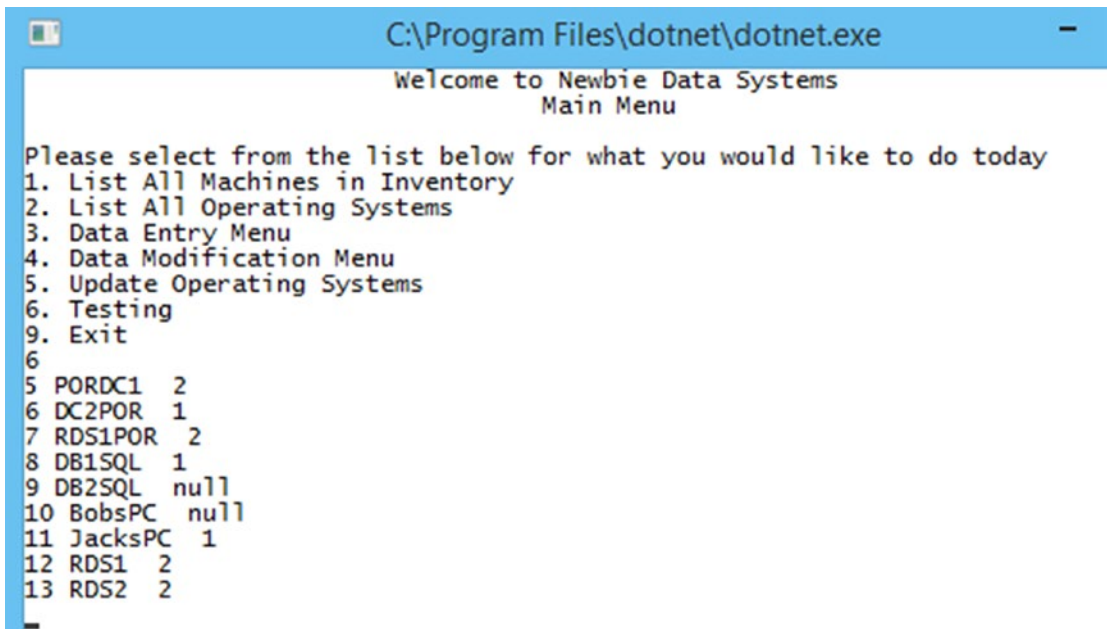 C:\Program Files\dotnet\dotnet.exe
Welcome to Newbie Data Systems
Main Menu
Please select from the list below for what you would like to do today
1. List All Machines in Inventory
2. List All Operating Systems
3. Data Entry Menu
4. Data Modification Menu
5. Update Operating Systems
6. Testing
9. Exit
6
5 PORDC1  2
6 DC2POR  1
7 RDS1POR  2
8 DB1SQL  1
9 DB2SQL  null
10 BobsPC  null
11 JacksPC  1
12 RDS1  2
13 RDS2  2